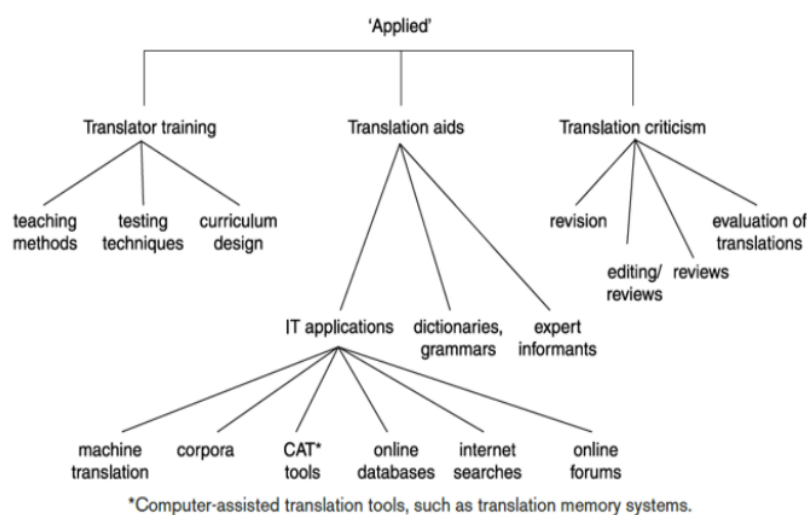 'Applied'
Translator training
Translation aids
Translation criticism
teaching
methods
testing
techniques
curriculum
design
revision
editing/
reviews
reviews
evaluation of
translations
IT applications
dictionaries,
grammars
expert
informants
machine
translation
corpora
CAT*
tools
online
databases
internet
searches
online
forums
*Computer-assisted translation tools, such as translation memory systems.